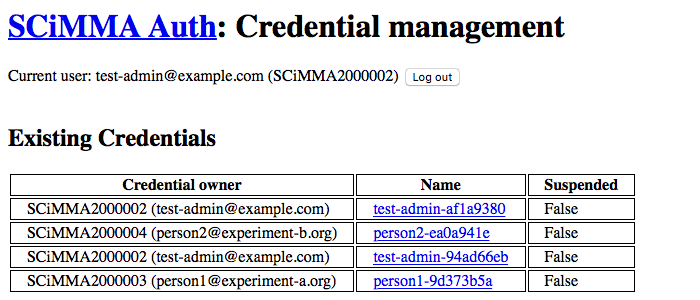 SCiMMA Auth: Credential management
Current user: test-admin@example.com (SCiMMA2000002) Log out
Existing Credentials
Credential owner Name Suspended
SCiMMA2000002 (test-admin@example.com) test-admin-af1a9380 False
SCiMMA2000004 (person2@experiment-b.org) person2-ea0a941e False
SCiMMA2000002 (test-admin@example.com) test-admin-94ad66eb False
SCiMMA2000003 (person1@experiment-a.org) person1-9d373b5a False